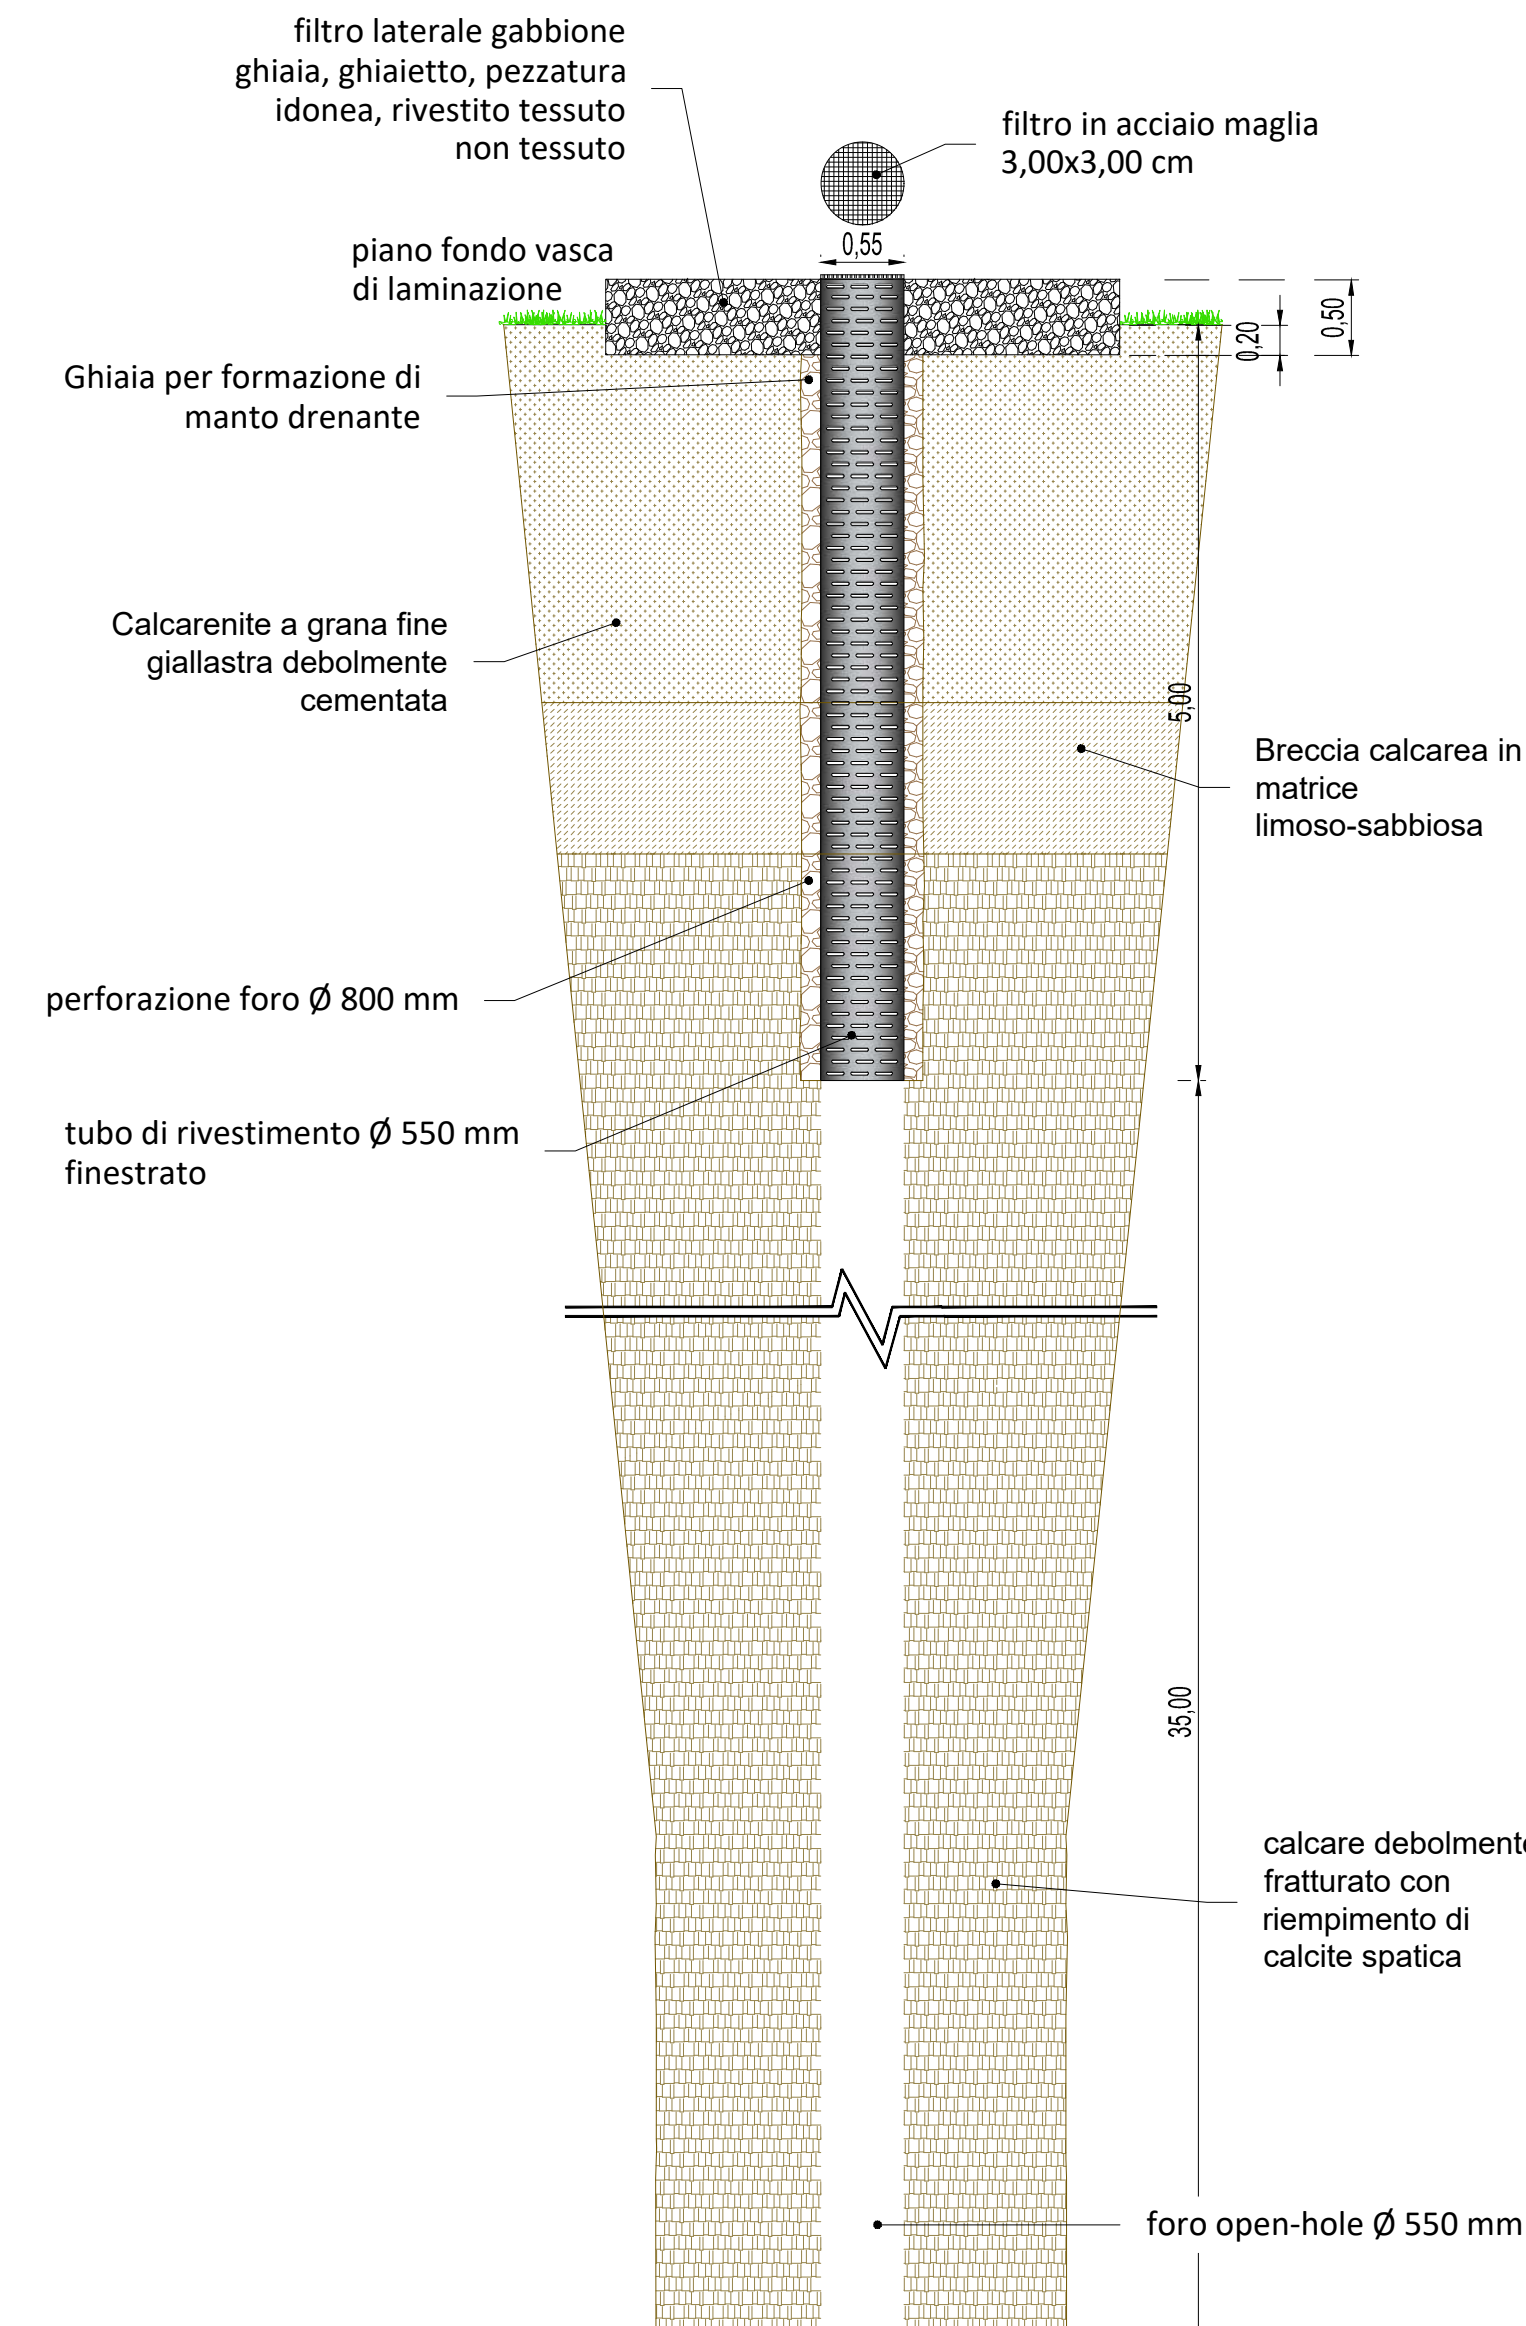 filtro laterale gabbione
ghiaia, ghiaietto, pezzatura
idonea, rivestito tessuto
non tessuto
filtro in acciaio maglia
3,00x3,00 cm
0,55
piano fondo vasca
di laminazione
0,20
0,50
Ghiaia per formazione di
manto drenante
Calcarenite a grana fine
giallastra debolmente
cementata
5,00
Breccia calcarea in
matrice
limoso-sabbiosa
perforazione foro Ø 800 mm
tubo di rivestimento Ø 550 mm
finestrato
35,00
calcare debolmente
fratturato con
riempimento di
calcite spatica
foro open-hole Ø 550 mm